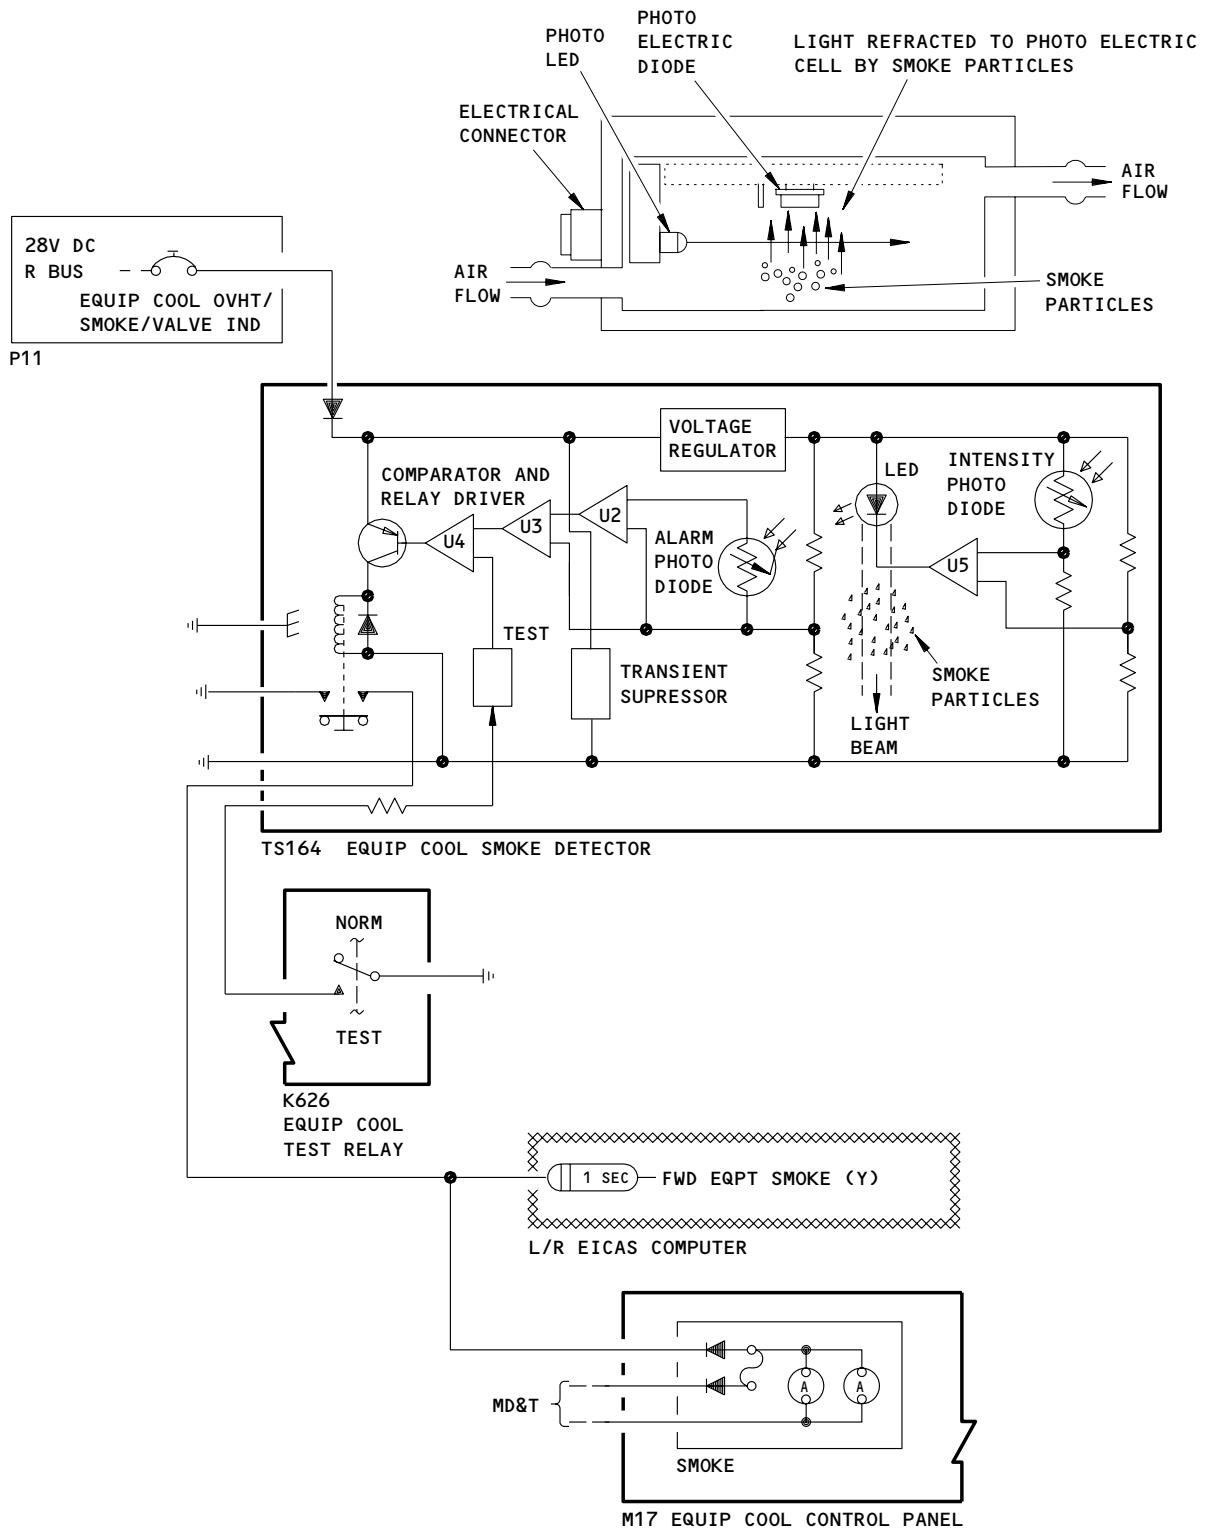 PHOTO
LED
PHOTO
ELECTRIC
DIODE
LIGHT REFRACTED TO PHOTO ELECTRIC
CELL BY SMOKE PARTICLES
ELECTRICAL
CONNECTOR
AIR
FLOW
AIR
FLOW
SMOKE
PARTICLES
28V DC
R BUS
EQUIP COOL OVHT/
SMOKE/VALVE IND
P11
VOLTAGE
REGULATOR
COMPARATOR AND
RELAY DRIVER
LED
INTENSITY
PHOTO
DIODE
U4
U3
U2
U5
ALARM
PHOTO
DIODE
TEST
TRANSIENT
SUPRESSOR
SMOKE
PARTICLES
LIGHT
BEAM
TS164 EQUIP COOL SMOKE DETECTOR
NORM
TEST
K626
EQUIP COOL
TEST RELAY
1 SEC
FWD EQPT SMOKE (Y)
L/R EICAS COMPUTER
A
A
MD&T
SMOKE
M17 EQUIP COOL CONTROL PANEL